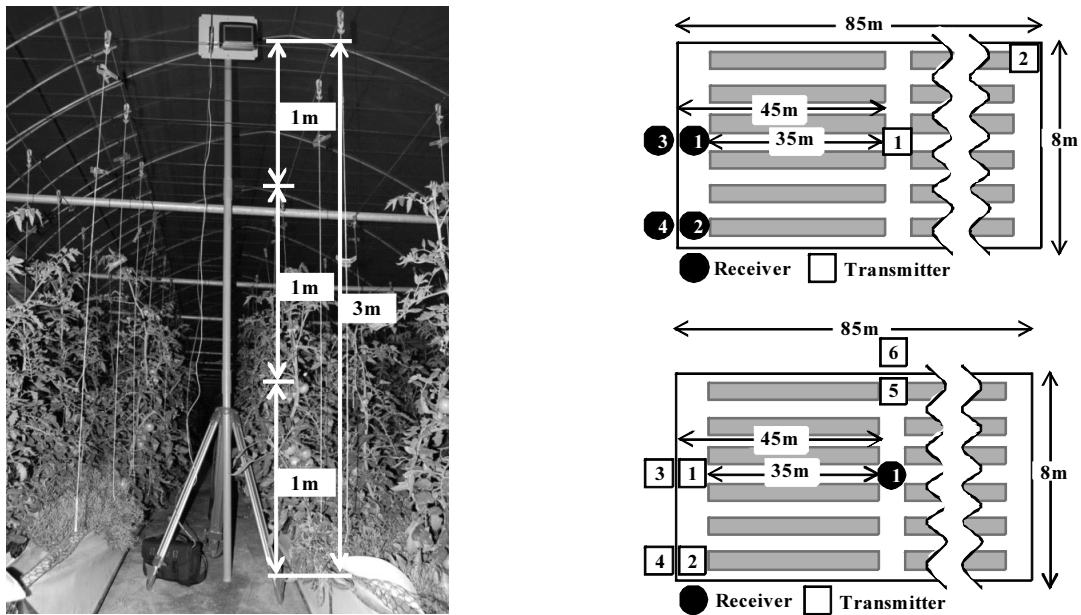 1m
1m
3m
1m
85m
2
45m
3
1
35m
1
8m
4
2
Receiver
Transmitter
85m
6
5
45m
3
1
35m
1
8m
4
2
Receiver
Transmitter